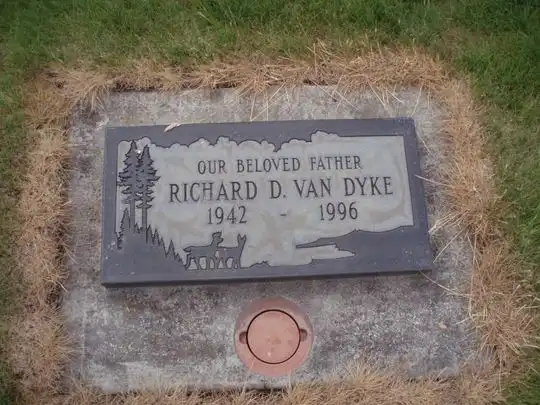 OUR BELOVED FATHER
RICHARD D. VAN DYKE
1942 - 1996